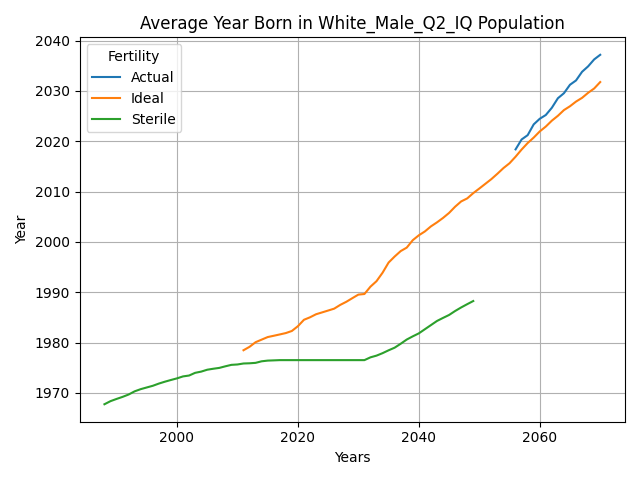 Average Year Born in White_Male_Q2_IQ Population
Fertility
Actual
Ideal
Sterile
2040
2030
2020
2010
2000
1990
1980
1970
Year
2000
2020
2040
2060
Years